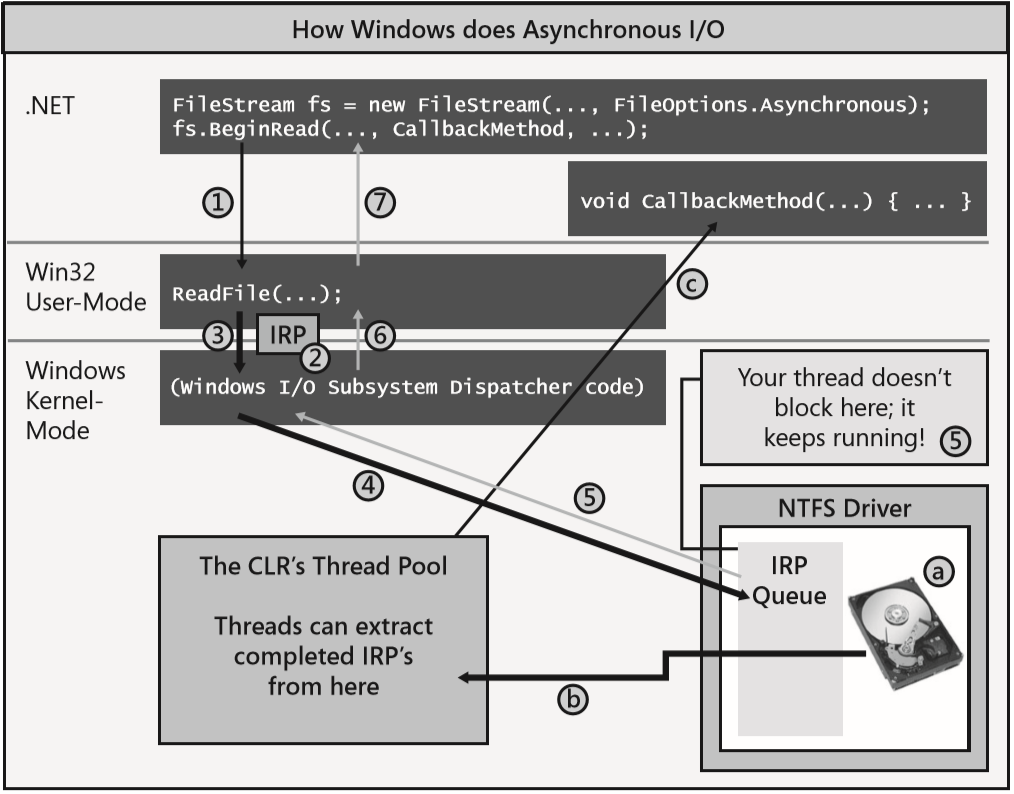 How Windows does Asynchronous I/O
.NET
FileStream fs = new FileStream(..., FileOptions.Asynchronous);
fs.BeginRead(..., CallbackMethod, ...);
1
7
void CallbackMethod(...) { ... }
Win32
User-Mode
ReadFile(...);
c
3
IRP
2
6
Windows
Kernel-
Mode
(Windows I/O Subsystem Dispatcher code)
Your thread doesn't
block here; it
keeps running!
5
4
5
NTFS Driver
The CLR's Thread Pool
Threads can extract
completed IRP's
from here
IRP
Queue
a
b